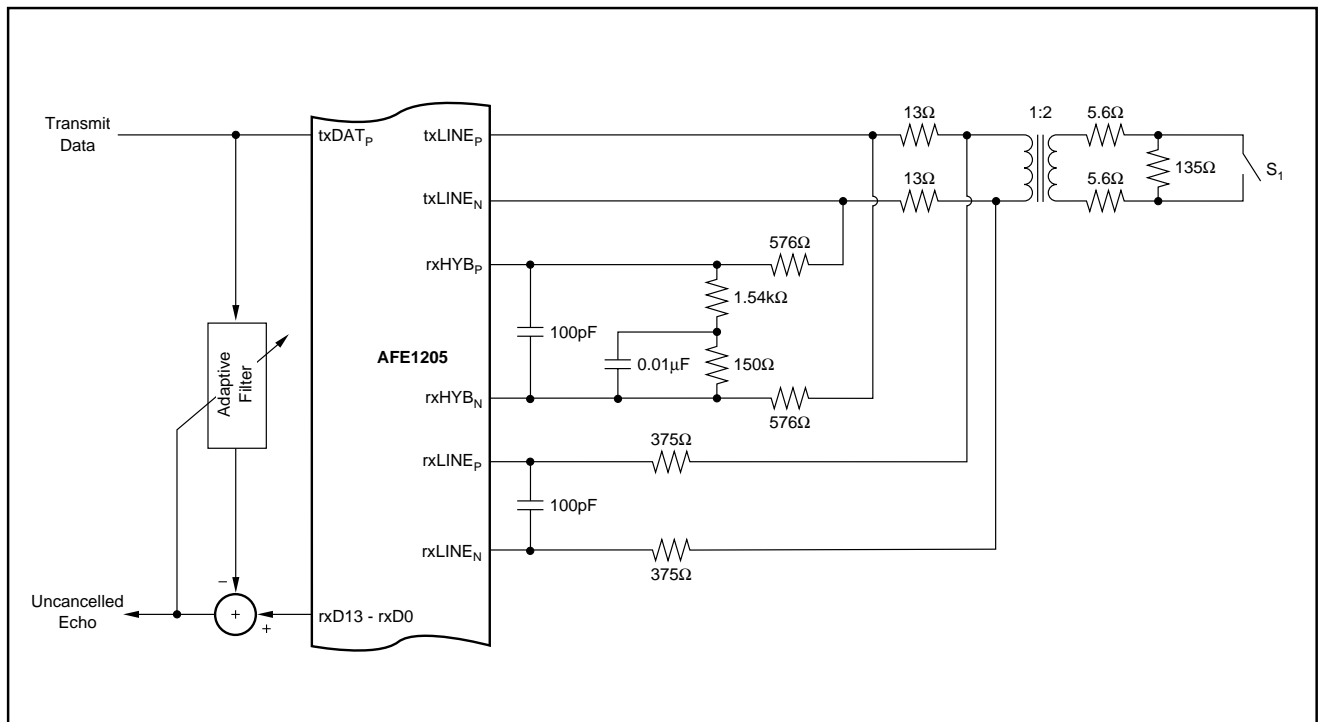 Transmit
Data
txDATP
txLINEP
txLINEN
rxHYBP
rxHYBN
rxLINEP
rxLINEN
rxD13 - rxD0
AFE1205
Adaptive
Filter
Uncancelled
Echo
–
+
+
13Ω
13Ω
1:2
5.6Ω
5.6Ω
135Ω
S1
576Ω
1.54kΩ
100pF
0.01µF
150Ω
576Ω
375Ω
100pF
375Ω